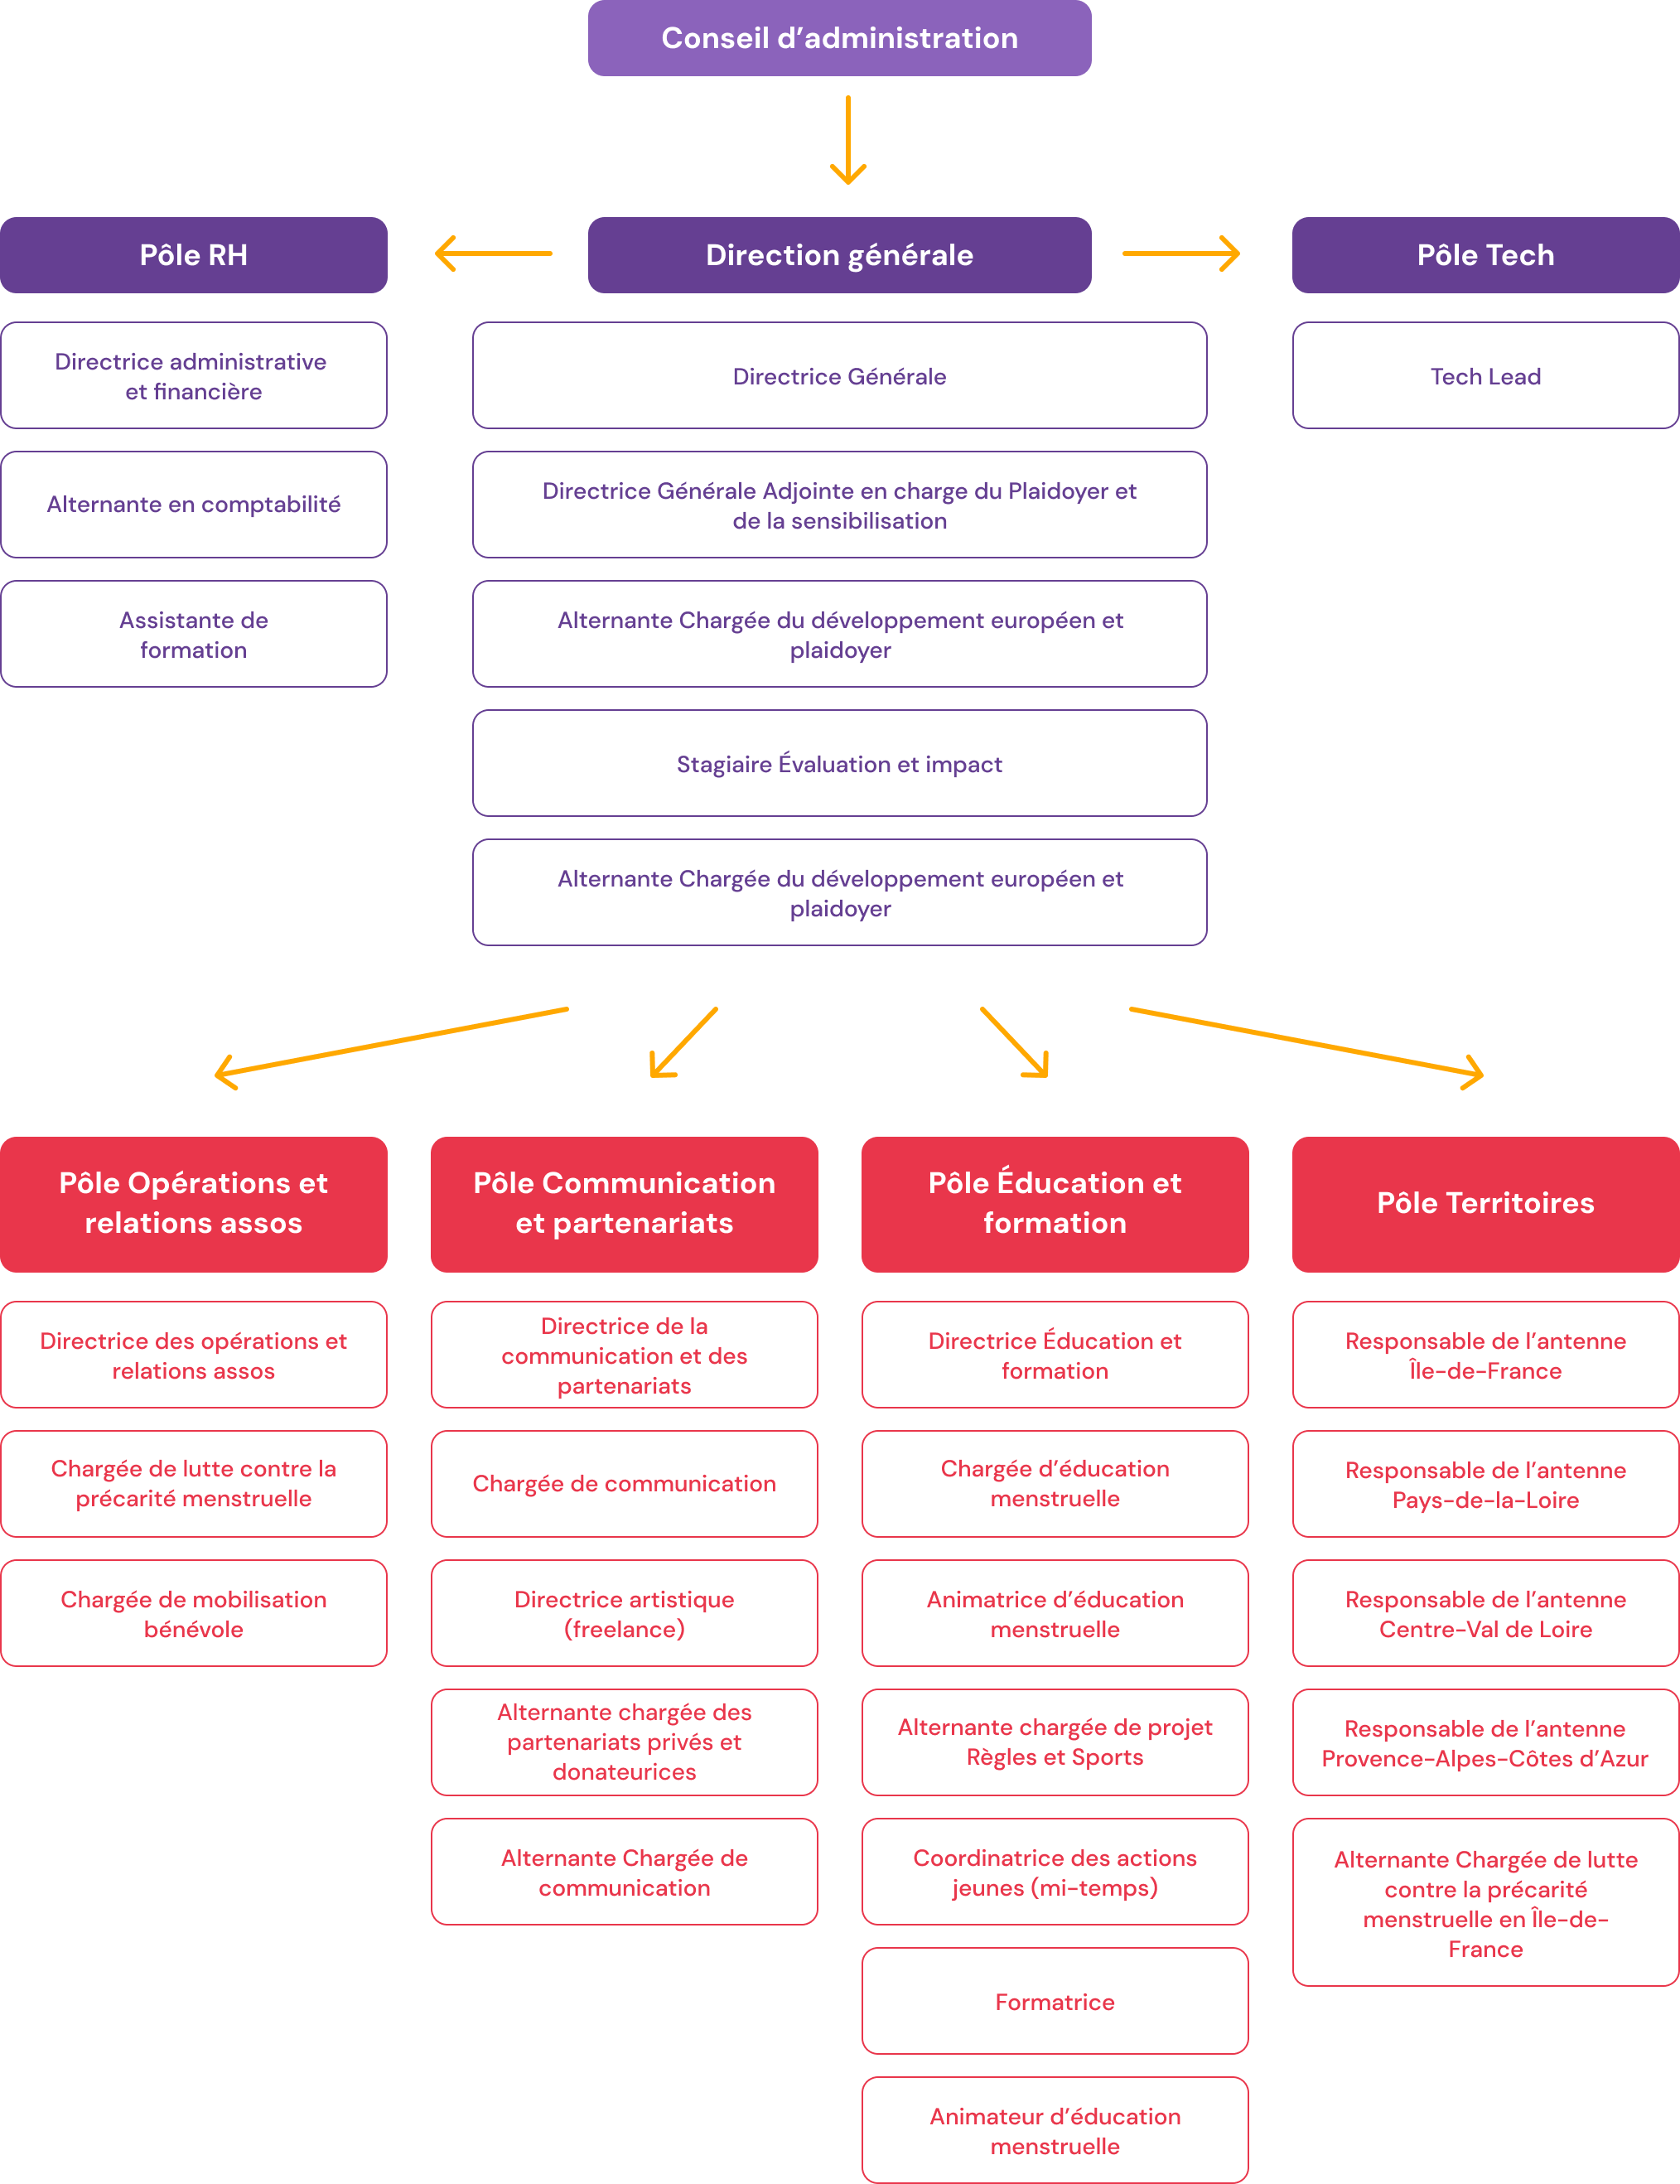 Conseil d’administration
Pôle RH
Direction générale
Pôle Tech
Directrice administrative
et financière
Alternante en comptabilité
Assistante de
formation
Directrice Générale
Directrice Générale Adjointe en charge du Plaidoyer et
de la sensibilisation
Alternante Chargée du développement européen et
plaidoyer
Stagiaire Évaluation et impact
Alternante Chargée du développement européen et
plaidoyer
Tech Lead
Pôle Opérations et
relations assos
Directrice des opérations et
relations assos
Chargée de lutte contre la
précarité menstruelle
Chargée de mobilisation
bénévole
Pôle Communication
et partenariats
Directrice de la
communication et des
partenariats
Chargée de communication
Directrice artistique
(freelance)
Alternante chargée des
partenariats privés et
donateurices
Alternante Chargée de
communication
Pôle Éducation et
formation
Directrice Éducation et
formation
Chargée d’éducation
menstruelle
Animatrice d’éducation
menstruelle
Alternante chargée de projet
Règles et Sports
Coordinatrice des actions
jeunes (mi-temps)
Formatrice
Animateur d’éducation
menstruelle
Pôle Territoires
Responsable de l’antenne
Île-de-France
Responsable de l’antenne
Pays-de-la-Loire
Responsable de l’antenne
Centre-Val de Loire
Responsable de l’antenne
Provence-Alpes-Côtes d’Azur
Alternante Chargée de lutte
contre la précarité
menstruelle en Île-de-
France